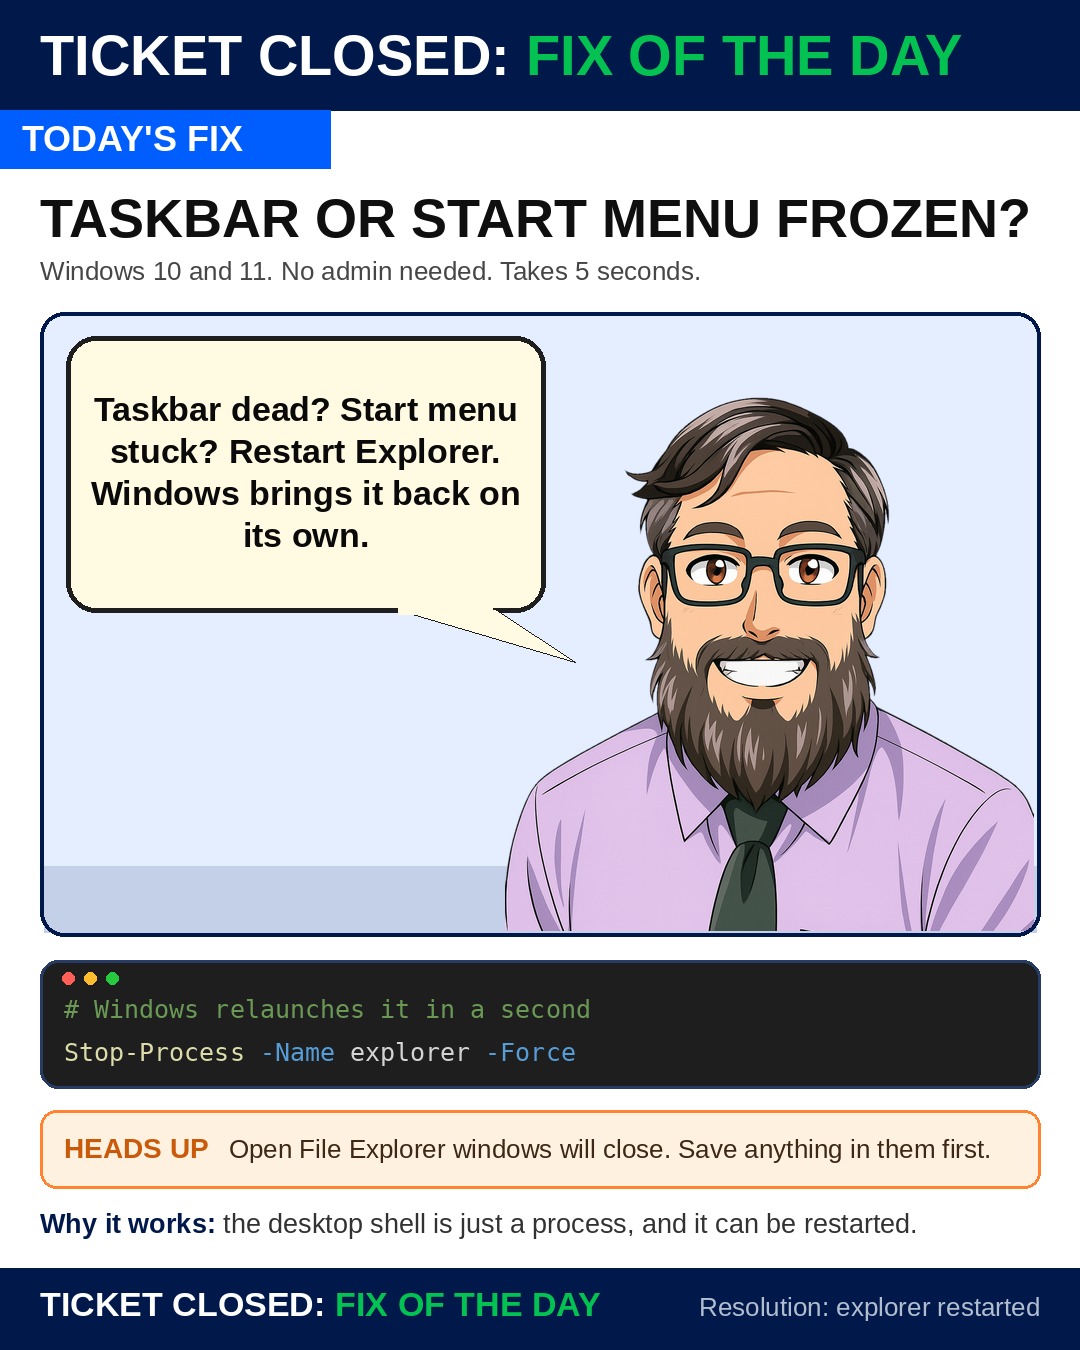 TICKET CLOSED: FIX OF THE DAY
TODAY'S FIX
TASKBAR OR START MENU FROZEN?
Windows 10 and 11. No admin needed. Takes 5 seconds.
Taskbar dead? Start menu
stuck? Restart Explorer.
Windows brings it back on
its own.
# Windows relaunches it in a second
Stop-Process -Name explorer -Force
HEADS UP Open File Explorer windows will close. Save anything in them first.
Why it works: the desktop shell is just a process, and it can be restarted.
TICKET CLOSED: FIX OF THE DAY
Resolution: explorer restarted